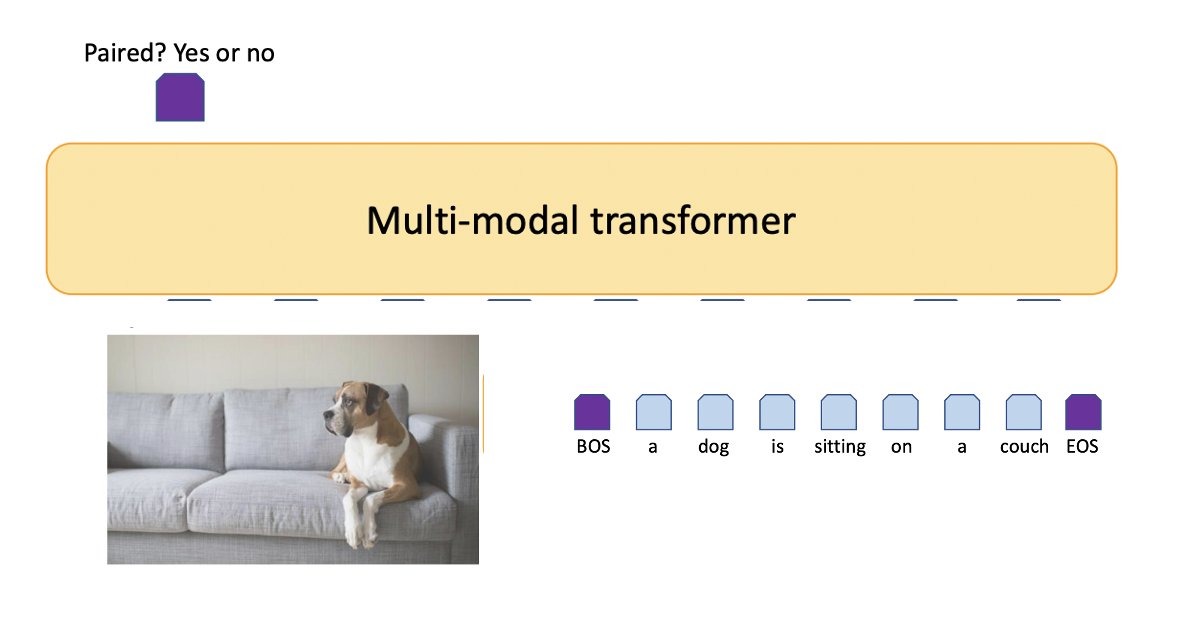 Paired? Yes or no
Multi-modal transformer
BOS a dog is sitting on a couch EOS